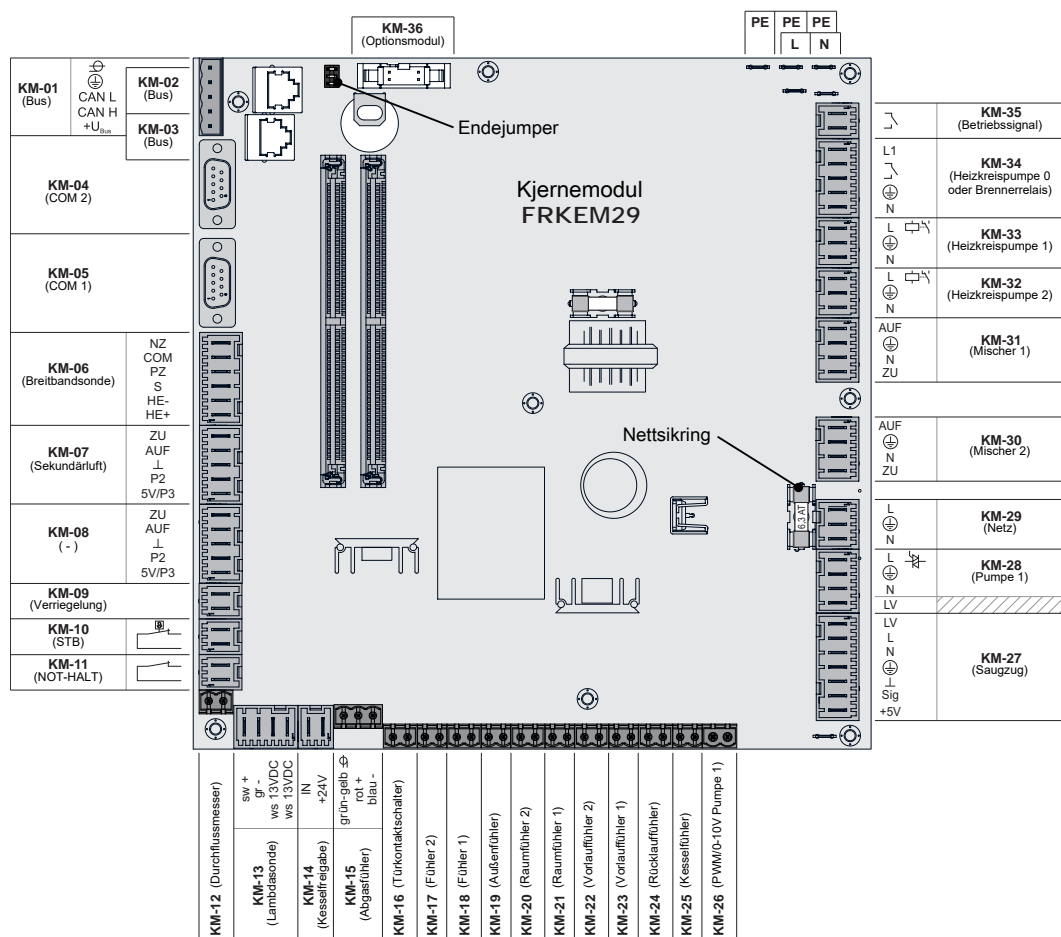 KM-36
(Optionsmodul)
PE PE PE
L N
KM-01
(Bus)
CAN L
CAN H
+U Bus
KM-02
(Bus)
KM-03
(Bus)
KM-04
(COM 2)
KM-05
(COM 1)
KM-06
(Breitbandsonde)
NZ
COM
PZ
S
HE-
HE+
KM-07
(Sekundärluft)
ZU
AUF
⊥
P2
5V/P3
KM-08
( - )
ZU
AUF
⊥
P2
5V/P3
KM-09
(Verriegelung)
KM-10
(STB)
KM-11
(NOT-HALT)
Endejumper
Kjernemodul
FRKEM29
Nettsikring
6,3 AT
KM-35
(Betriebssignal)
L1
N
KM-34
(Heizkreispumpe 0
oder Brennerrelais)
L
N
KM-33
(Heizkreispumpe 1)
L
N
KM-32
(Heizkreispumpe 2)
AUF
N
ZU
KM-31
(Mischer 1)
AUF
N
ZU
KM-30
(Mischer 2)
L
N
KM-29
(Netz)
L
N
LV
KM-28
(Pumpe 1)
LV
L
N
⊥
Sig
+5V
KM-27
(Saugzug)
KM-12 (Durchflussmesser)
sw +
gr -
ws 13VDC
ws 13VDC
KM-13
(Lambdasonde)
IN
+24V
KM-14
(Kesselfreigabe)
grün-gelb
rot +
blau -
KM-15
(Abgasfühler)
KM-16 (Türkontaktschalter)
KM-17 (Fühler 2)
KM-18 (Fühler 1)
KM-19 (Außenfühler)
KM-20 (Raumfühler 2)
KM-21 (Raumfühler 1)
KM-22 (Vorlauffühler 2)
KM-23 (Vorlauffühler 1)
KM-24 (Rücklauffühler)
KM-25 (Kesselfühler)
KM-26 (PWM/0-10V Pumpe 1)